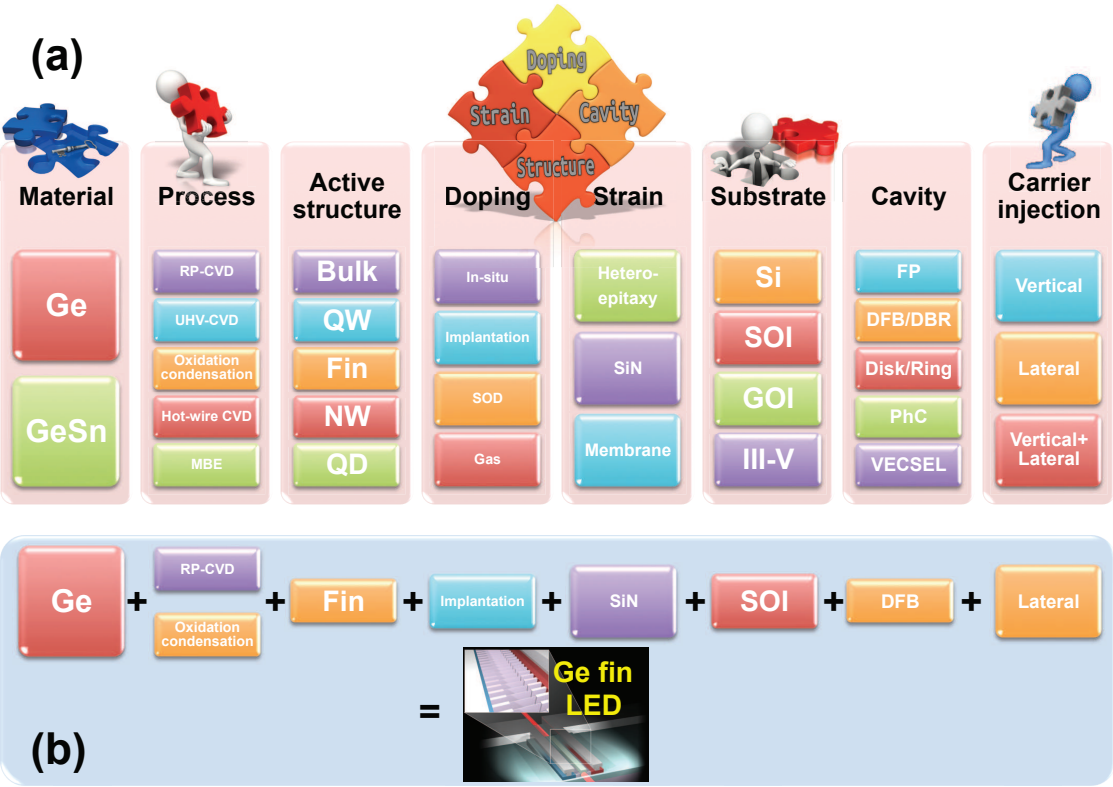 (a)
Doping
Strain
Cavity
Structure
Material
Process
Active
structure
Doping
Strain
Substrate
Cavity
Carrier
injection
Ge
GeSn
RP-CVD
UHV-CVD
Oxidation
condensation
Hot-wire CVD
MBE
Bulk
QW
Fin
NW
QD
In-situ
Implantation
SOD
Gas
Hetero-
epitaxy
SiN
Membrane
Si
SOI
GOI
III-V
FP
DFB/DBR
Disk/Ring
PhC
VECSEL
Vertical
Lateral
Vertical+
Lateral
Ge
+
RP-CVD
Oxidation
condensation
+
Fin
+
Implantation
+
SiN
+
SOI
+
DFB
+
Lateral
=
Ge fin
LED
(b)